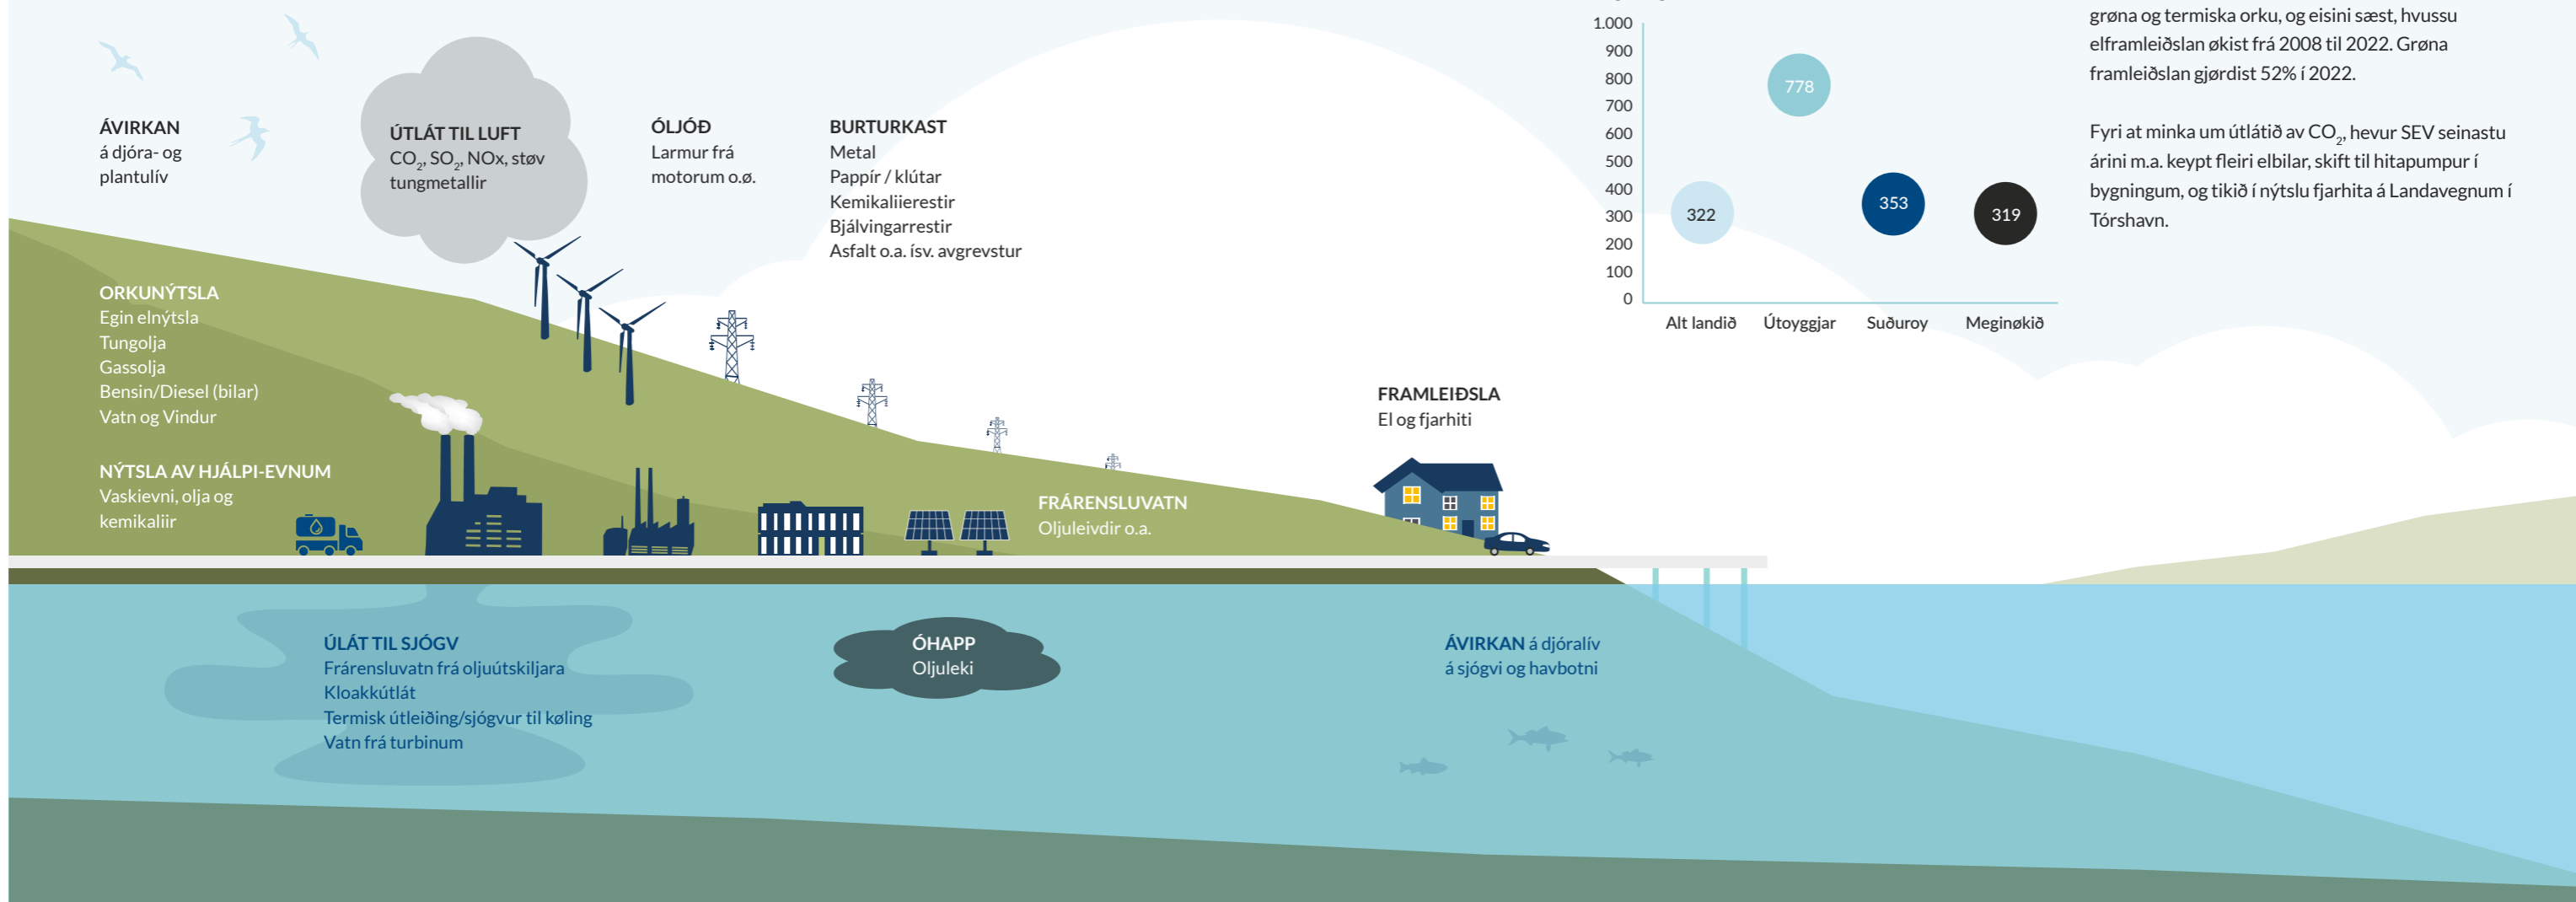 ÁVIRKAN
á djóra- og
plantulív
ÚTLÁT TIL LUFT
CO₂, SO₂, NOx, støv
tungmetallir
ÓLJÓÐ
Larmur frá
motorum o.ø.
BURTURKAST
Metal
Pappír / klútar
Kemikaliierestir
Bjálvingarrestir
Asfalt o.a. ísv. avgrevstur
ORKUNÝTSLA
Egin elnýtsla
Tungolja
Gassolja
Bensin/Diesel (bilar)
Vatn og Vindur
NÝTSLA AV HJÁLPI-EVNUM
Vaskievni, olja og
kemikaliir
FRÁRENSLUVATN
Oljuleivdir o.a.
FRAMLEIÐSLA
El og fjarhiti
ÚLÁT TIL SJÓGV
Frárensluvatn frá oljuútskiljara
Kloakkútlát
Termisk útleiðing/sjógvur til køling
Vatn frá turbinum
ÓHAPP
Oljuleki
ÁVIRKAN á djóralív
á sjógvi og havbotni
1.000
900
800
700
600
500
400
300
200
100
0
322
778
353
319
Alt landið
Útoyggjar
Suðuroy
Meginøkið
grøna og termiska orku, og eisini sæst, hvussu
elframleiðslan økist frá 2008 til 2022. Grøna
framleiðslan gjørdist 52% í 2022.
Fyri at minka um útlátið av CO₂, hevur SEV seinastu
árini m.a. keypt fleiri elbilar, skift til hitapumpur í
bygningum, og tikið í nýtslu fjarhita á Landavegnum í
Tórshavn.